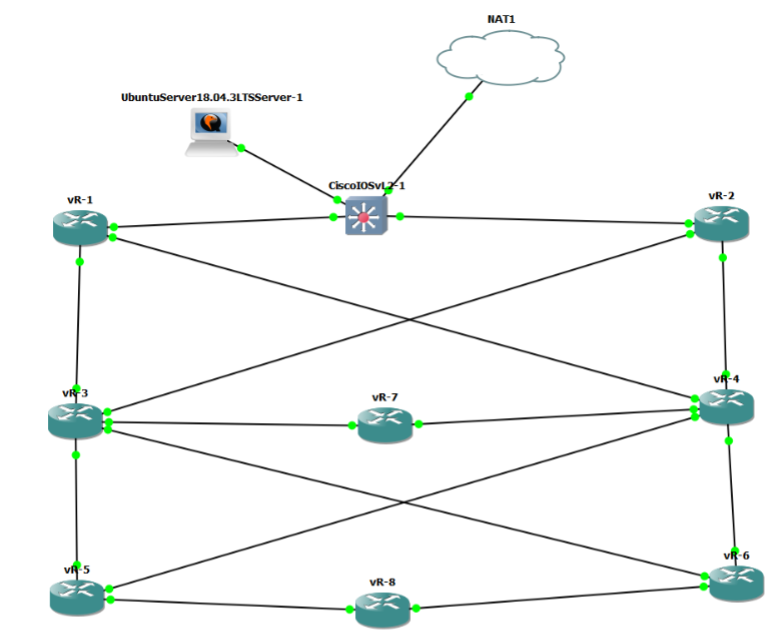 NAT1
UbuntuServer18.04.3LTSServer-1
CiscoIOSvL2-1
vR-1
vR-2
vR-3
vR-7
vR-4
vR-5
vR-8
vR-6